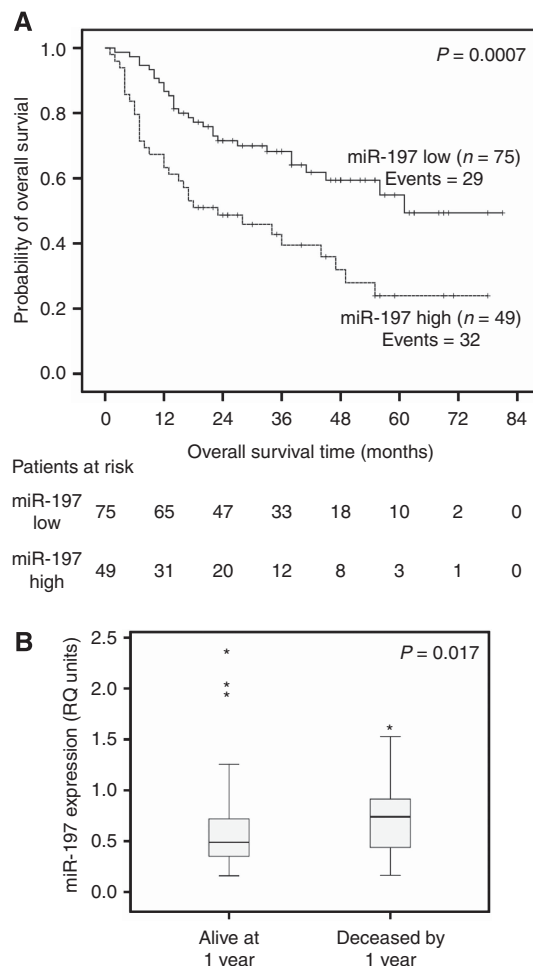 A
P = 0.0007
Probability of overall survial
1.0
0.8
0.6
0.4
0.2
0.0
miR-197 low (n = 75)
Events = 29
miR-197 high (n = 49)
Events = 32
0 12 24 36 48 60 72 84
Overall survival time (months)
Patients at risk
miR-197 low 75 65 47 33 18 10 2 0
miR-197 high 49 31 20 12 8 3 1 0
B
P = 0.017
miR-197 expression (RQ units)
2.5
2.0
1.5
1.0
0.5
0.0
*
*
*
*
Alive at
1 year
Deceased by
1 year